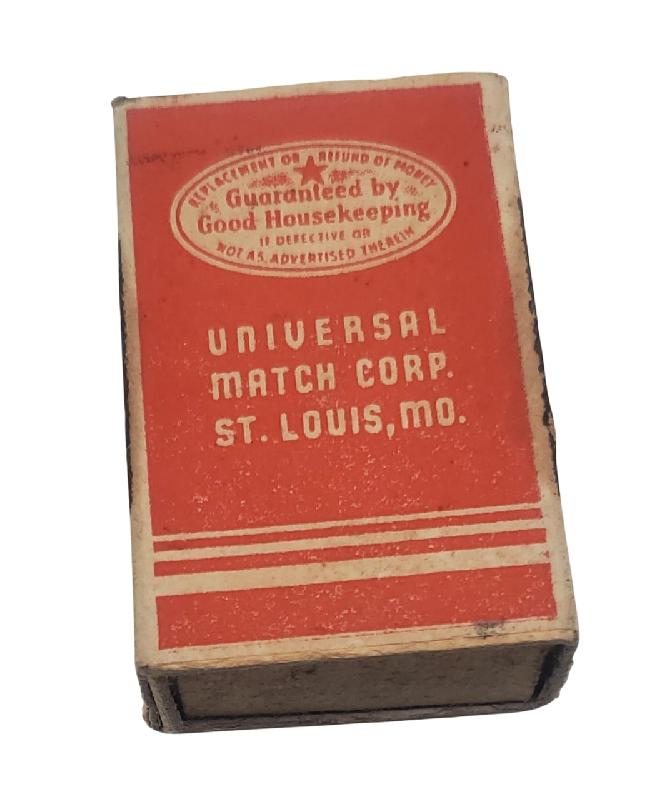 REPLACEMENT OR REFUND OF MONEY
Guaranteed by
Good Housekeeping
IF DEFECTIVE OR
NOT AS ADVERTISED THEREIN
UNIVERSAL
MATCH CORP.
ST. LOUIS, MO.